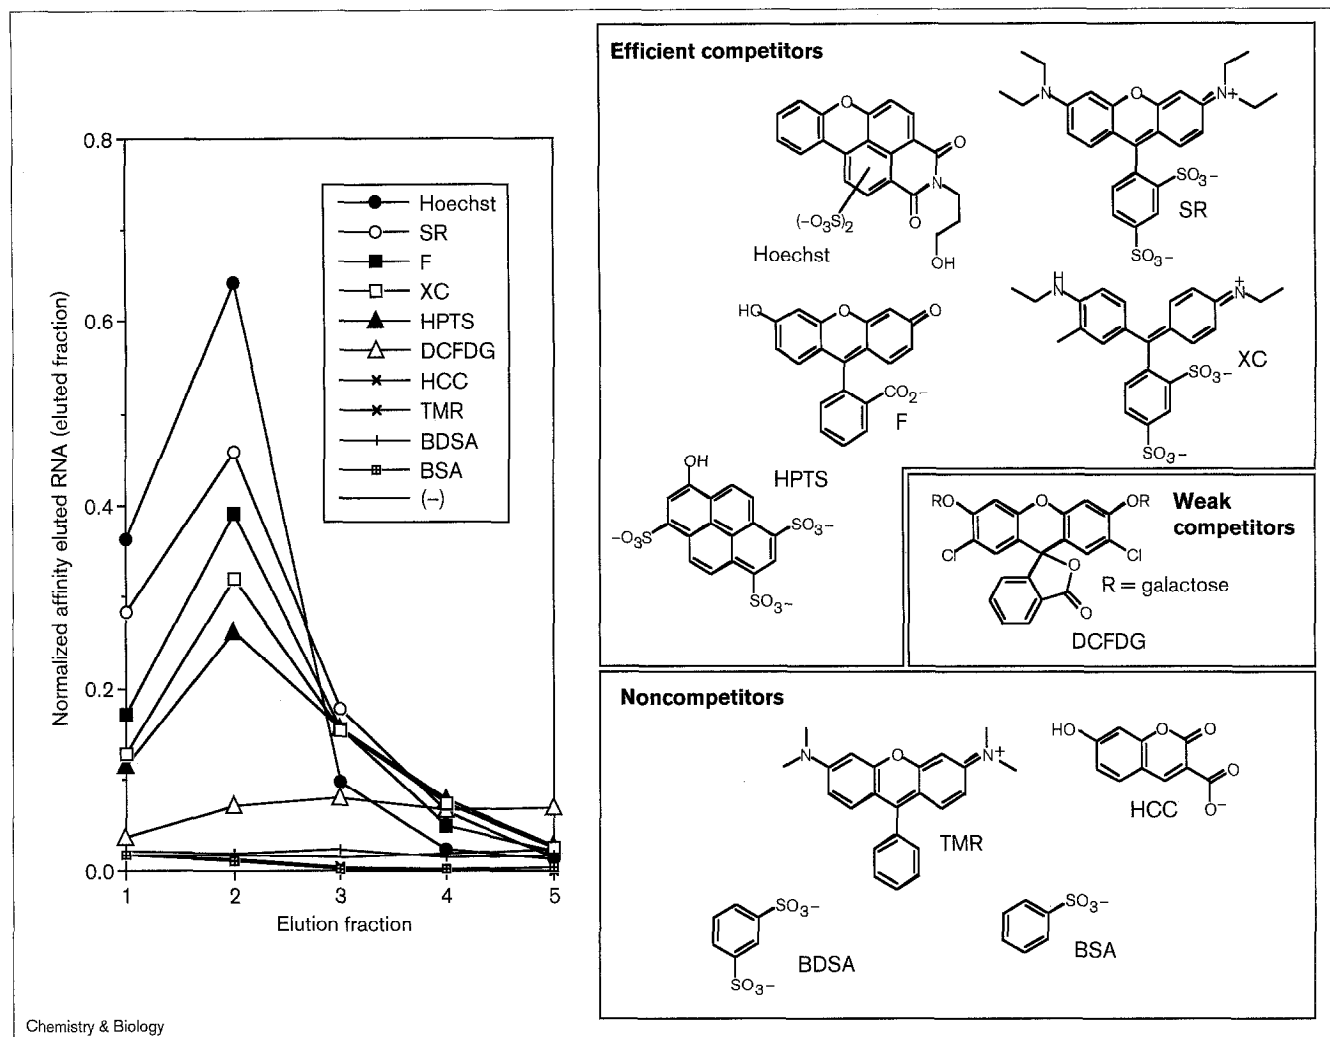 Normalized affinity eluted RNA (eluted fraction)
0.8
0.6
0.4
0.2
0.0
1
2
3
4
5
Elution fraction
Hoechst
SR
F
XC
HPTS
DCFDG
HCC
TMR
BDSA
BSA
(–)
Efficient competitors
O
O
N
O
(–O3S)2
OH
Hoechst
N
O
N+
SO3–
SO3–
SR
HO
O
O
CO2–
F
H
N
+
N
SO3–
SO3–
XC
OH
HPTS
–O3S
SO3–
SO3–
Weak
competitors
RO
O
OR
Cl
Cl
O
O
R = galactose
DCFDG
Noncompetitors
N
O
N+
TMR
HO
O
O
O
O–
HCC
SO3–
SO3–
BDSA
SO3–
BSA
Chemistry & Biology